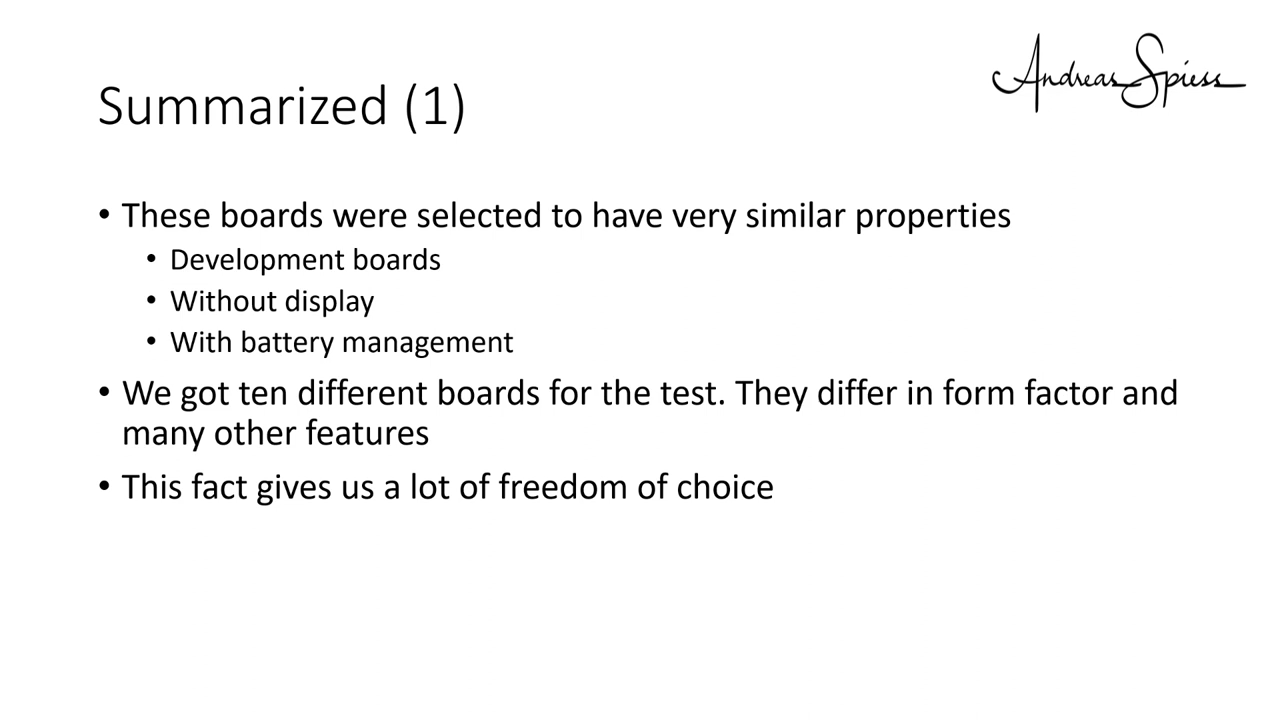 Andreas Spiess
Summarized (1)
• These boards were selected to have very similar properties
• Development boards
• Without display
• With battery management
• We got ten different boards for the test. They differ in form factor and
many other features
• This fact gives us a lot of freedom of choice